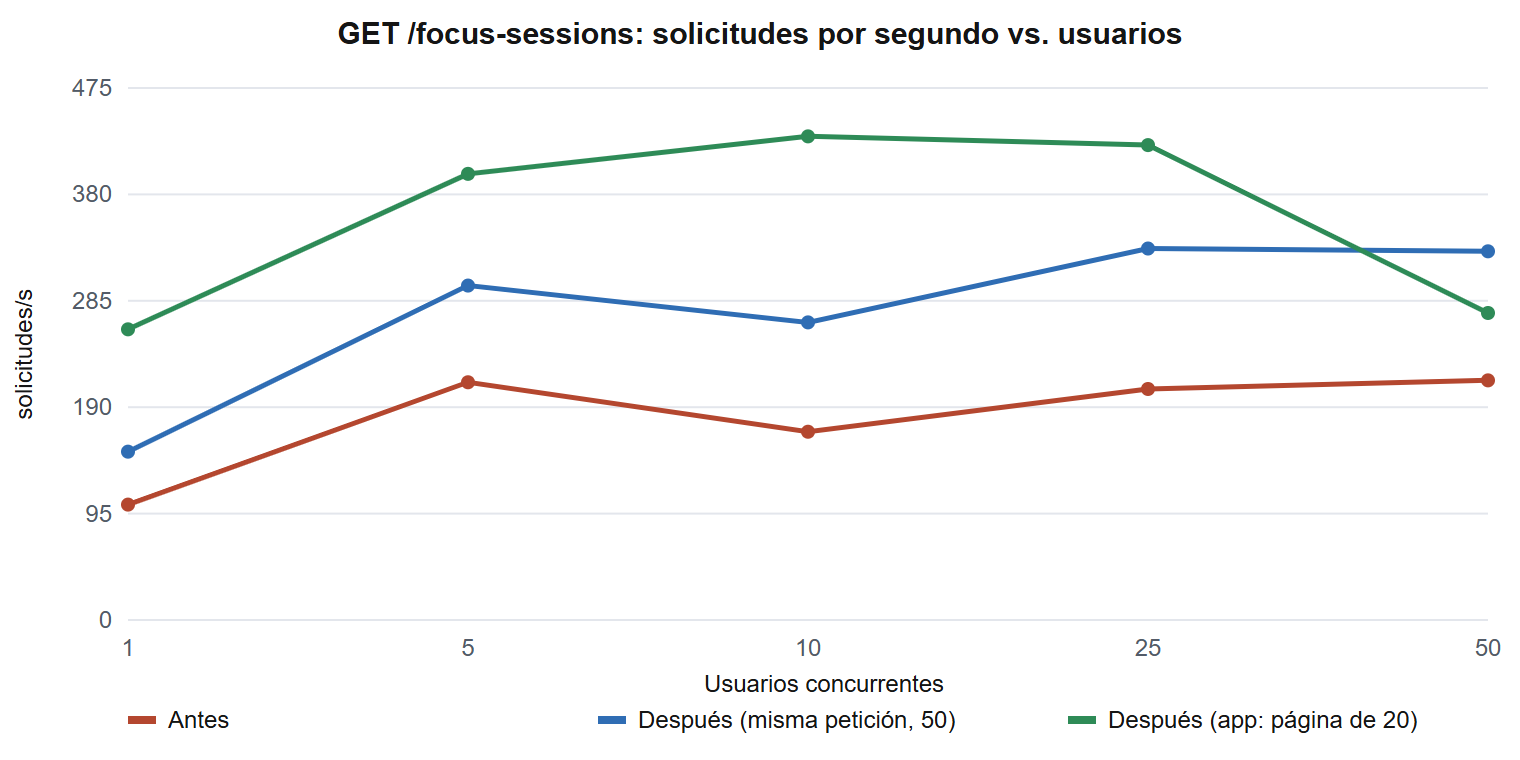 GET /focus-sessions: solicitudes por segundo vs. usuarios
475
380
285
190
95
0
solicitudes/s
1 5 10 25 50
Usuarios concurrentes
Antes Después (misma petición, 50) Después (app: página de 20)